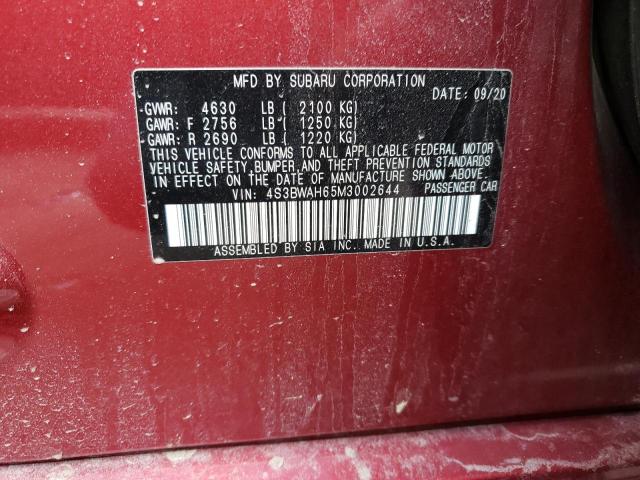 MFD BY SUBARU CORPORATION
DATE: 09/20
GVWR: 4630 LB ( 2100 KG)
GAWR: F 2756 LB ( 1250 KG)
GAWR: R 2690 LB ( 1220 KG)
THIS VEHICLE CONFORMS TO ALL APPLICABLE FEDERAL MOTOR
VEHICLE SAFETY, BUMPER, AND THEFT PREVENTION STANDARDS
IN EFFECT ON THE DATE OF MANUFACTURE SHOWN ABOVE.
VIN: 4S3BWAH65M3002644 PASSENGER CAR
ASSEMBLED BY SIA INC. MADE IN U.S.A.